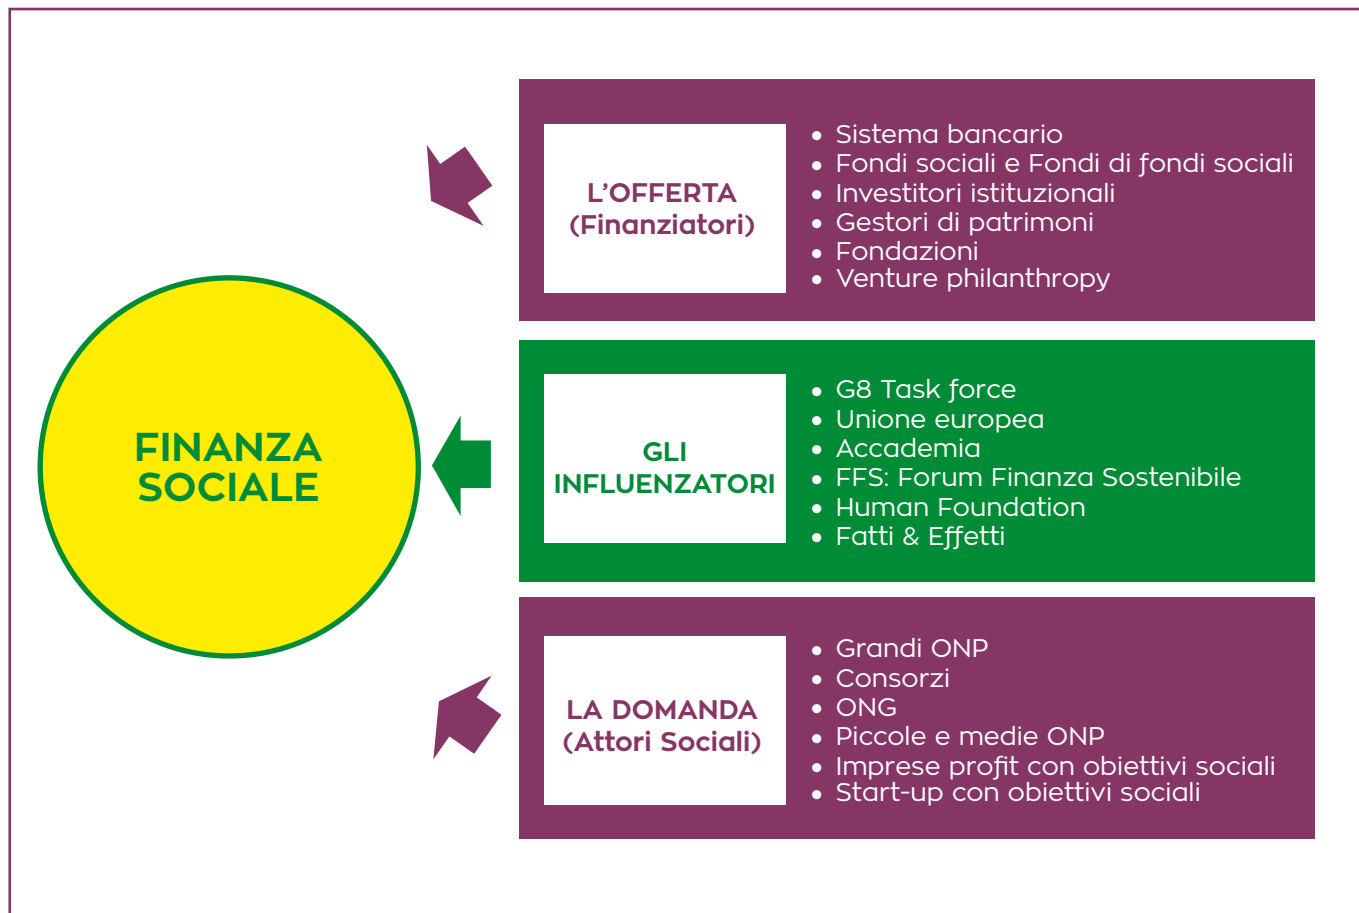 FINANZA
SOCIALE
L'OFFERTA
(Finanziatori)
• Sistema bancario
• Fondi sociali e Fondi di fondi sociali
• Investitori istituzionali
• Gestori di patrimoni
• Fondazioni
• Venture philanthropy
GLI
INFLUENZATORI
• G8 Task force
• Unione europea
• Accademia
• FFS: Forum Finanza Sostenibile
• Human Foundation
• Fatti & Effetti
LA DOMANDA
(Attori Sociali)
• Grandi ONP
• Consorzi
• ONG
• Piccole e medie ONP
• Imprese profit con obiettivi sociali
• Start-up con obiettivi sociali